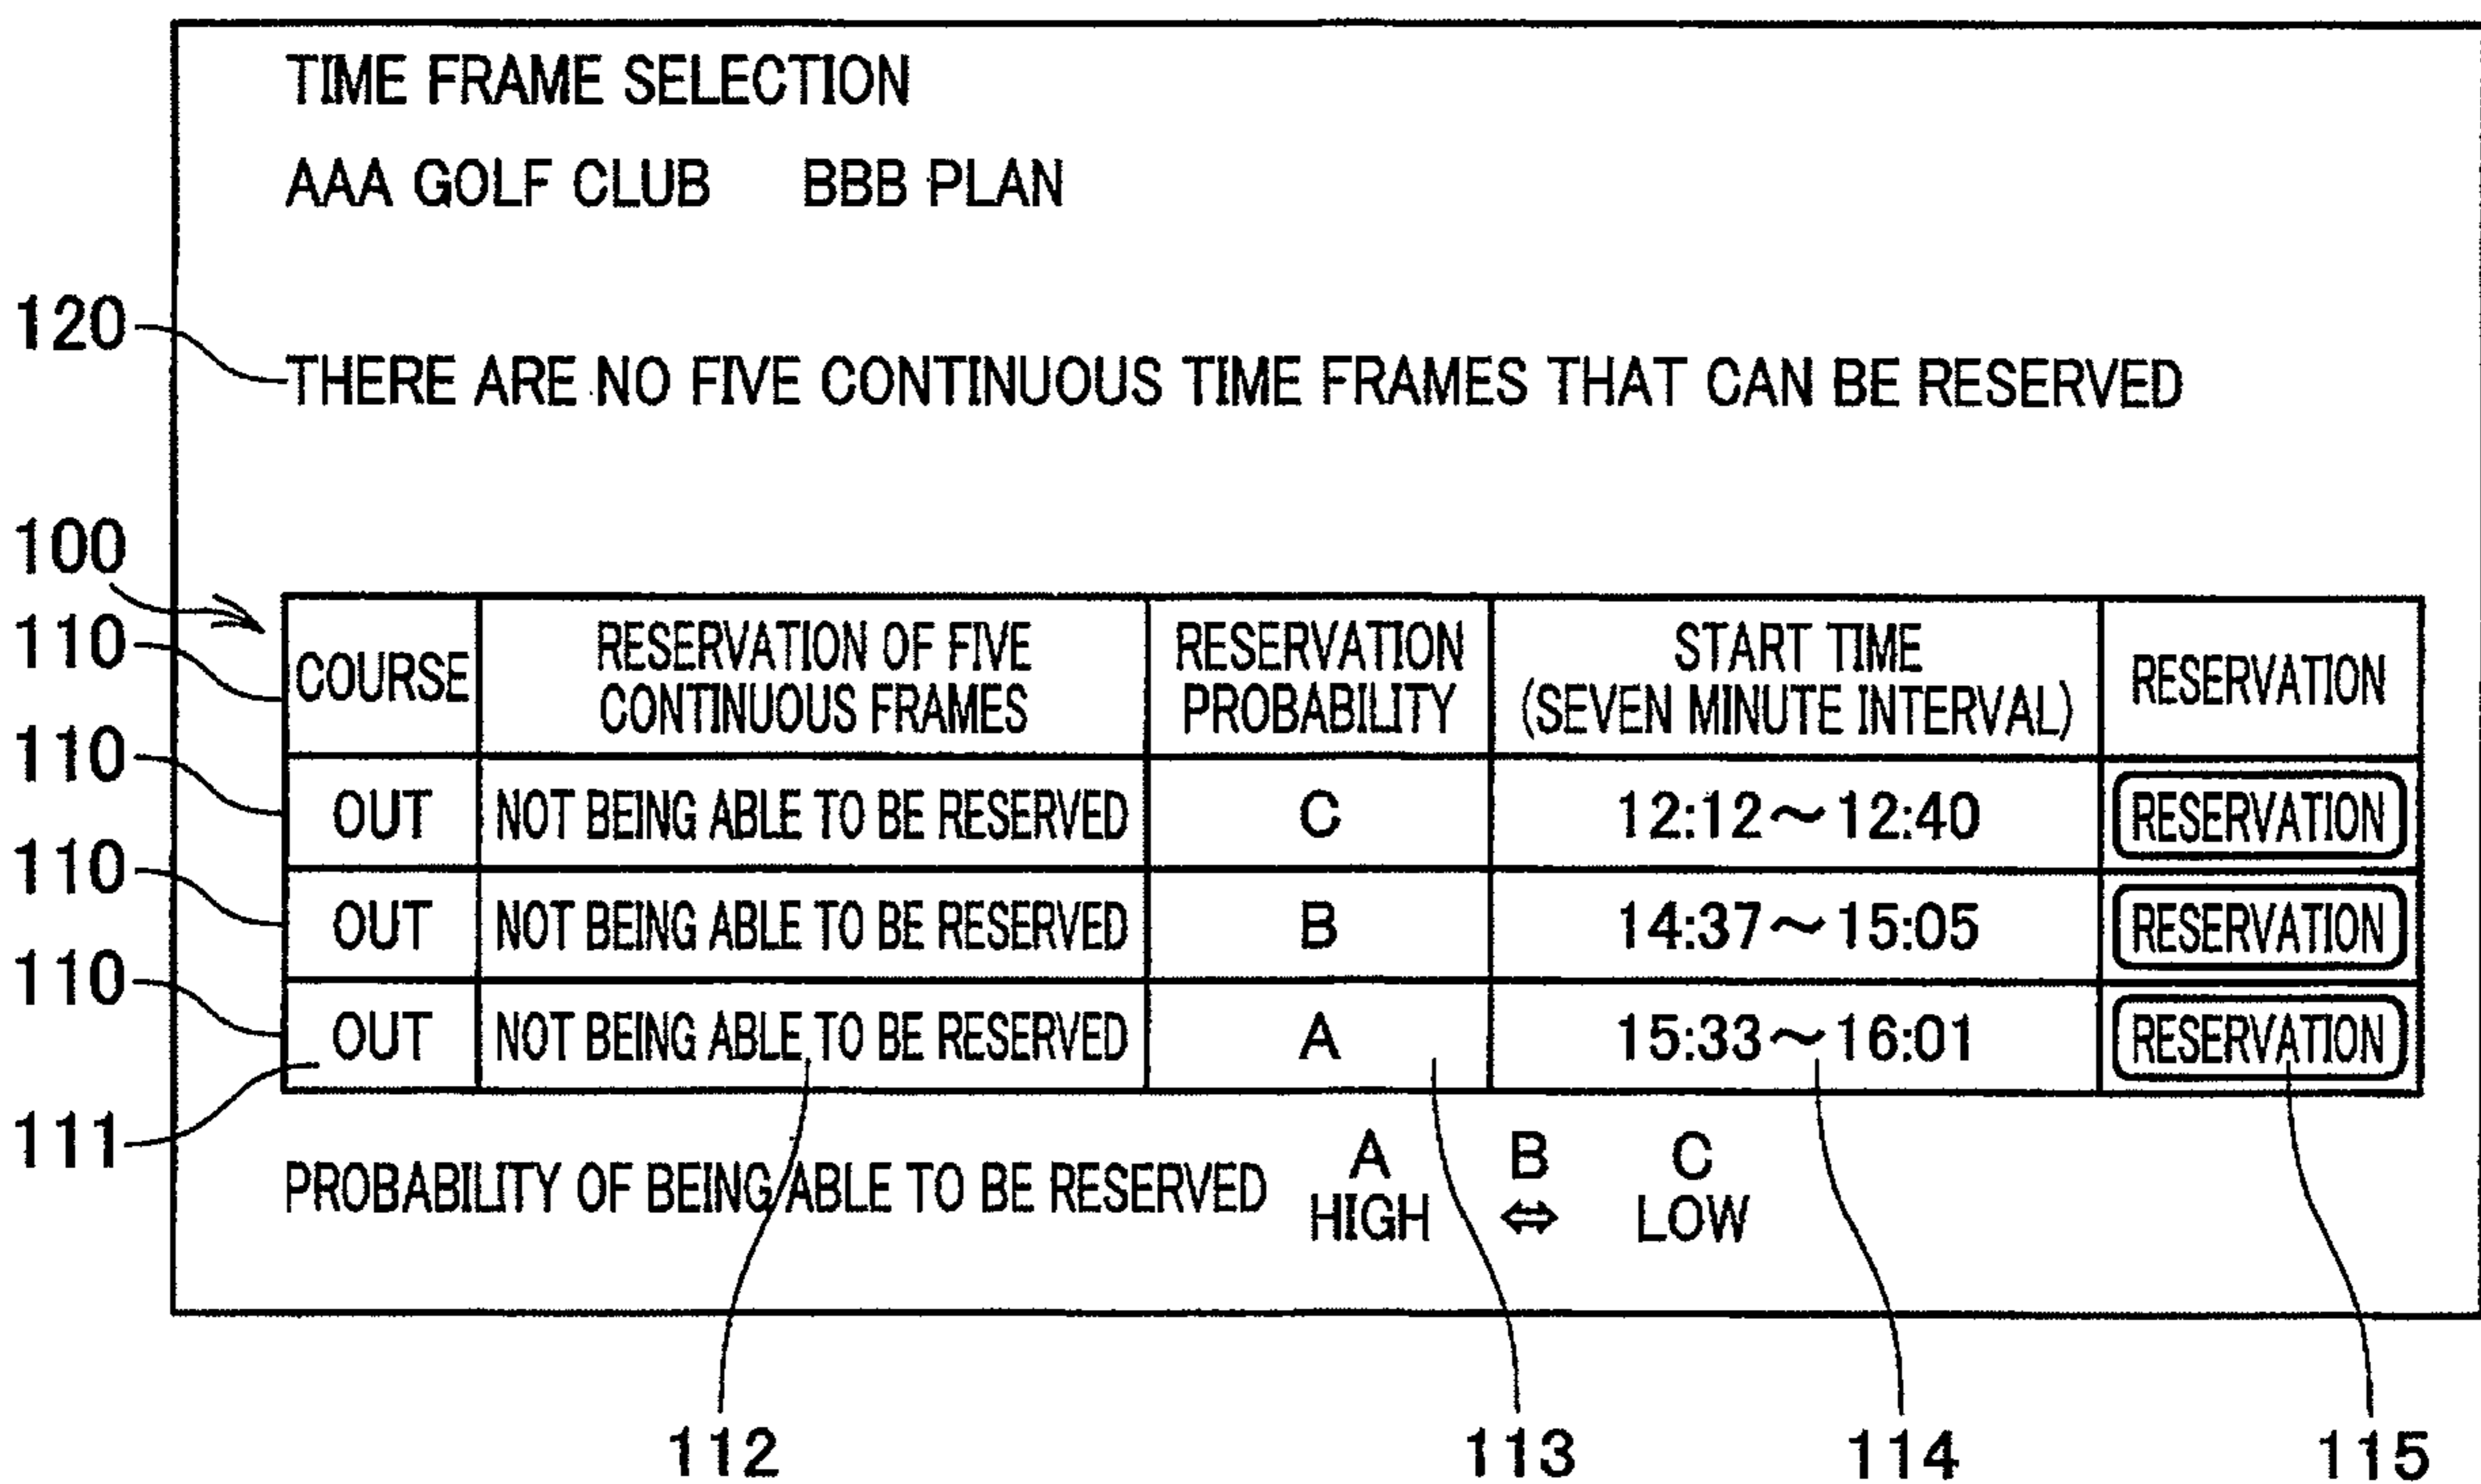 TIME FRAME SELECTION
AAA GOLF CLUB BBB PLAN
120
THERE ARE NO FIVE CONTINUOUS TIME FRAMES THAT CAN BE RESERVED
100
110
COURSE
RESERVATION OF FIVE
CONTINUOUS FRAMES
RESERVATION
PROBABILITY
START TIME
(SEVEN MINUTE INTERVAL)
RESERVATION
110
OUT NOT BEING ABLE TO BE RESERVED C 12:12~12:40 RESERVATION
110
OUT NOT BEING ABLE TO BE RESERVED B 14:37~15:05 RESERVATION
110
OUT NOT BEING ABLE TO BE RESERVED A 15:33~16:01 RESERVATION
111
PROBABILITY OF BEING ABLE TO BE RESERVED
A B C
HIGH ⇔ LOW
112 113 114 115